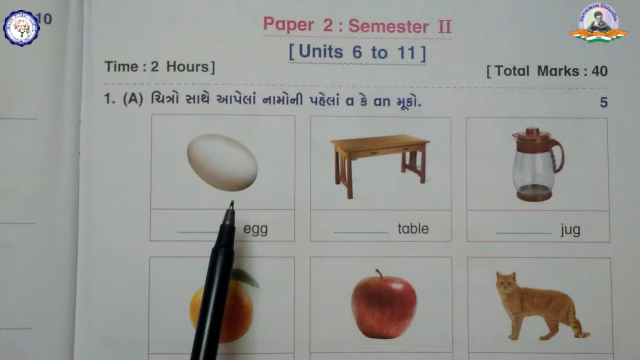 10
Paper 2 : Semester II
[ Units 6 to 11 ]
Time : 2 Hours]
[ Total Marks : 40
1. (A) ચિત્રો સાથે આપેલાં નામોની પહેલાં a કે an મૂકો.
5
egg
table
jug